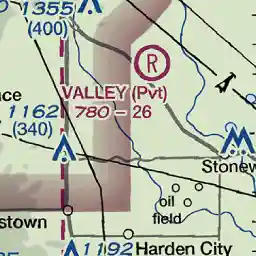 1355
(400)
R
VALLEY (Pvt)
1162
780 - 26
(340)
oil
field
1192
Harden City